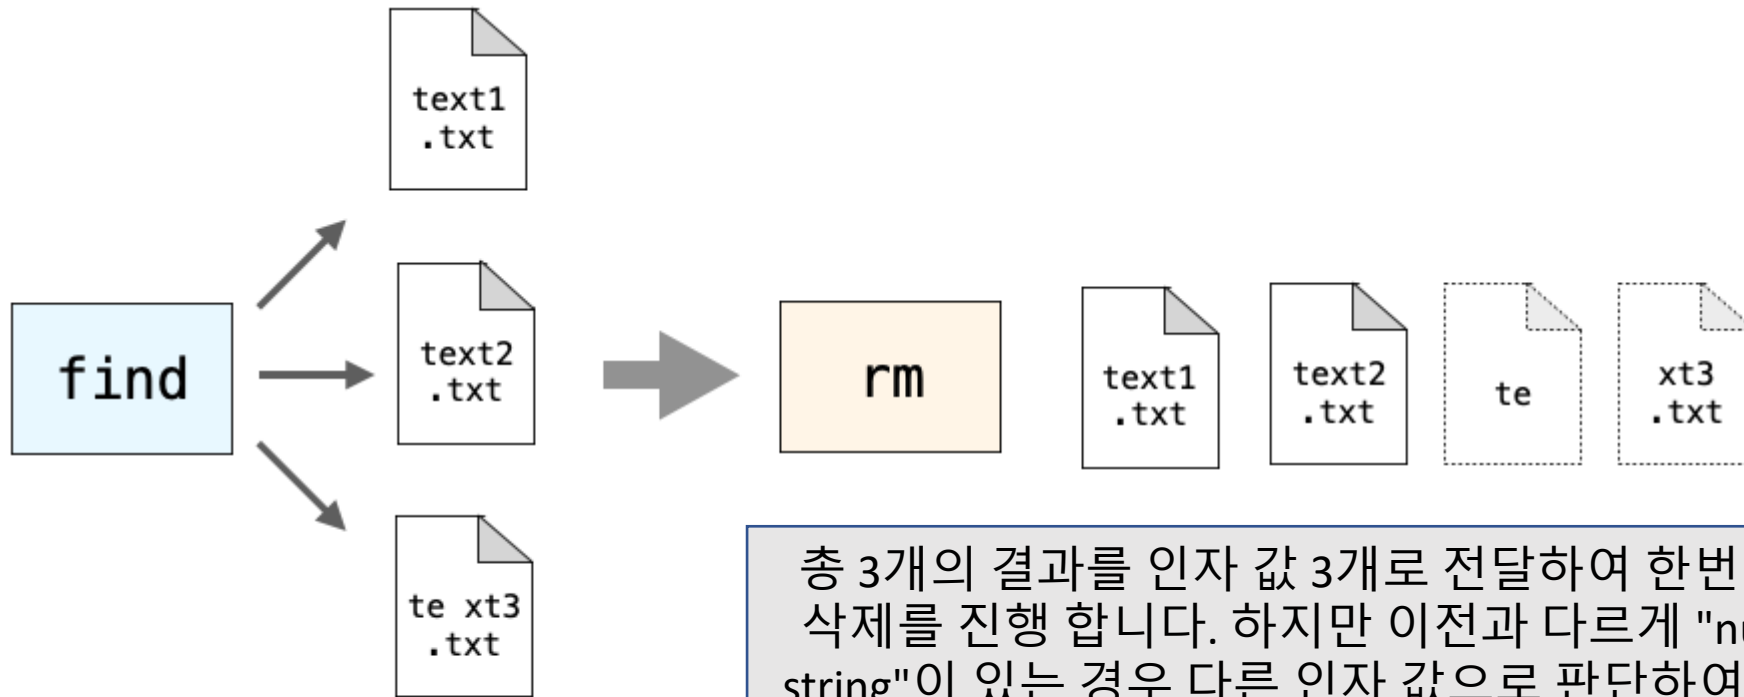 text1
.txt
find
text2
.txt
te xt3
.txt
rm
text1
.txt
text2
.txt
te
xt3
.txt
총 3개의 결과를 인자 값 3개로 전달하여 한번
삭제를 진행 합니다. 하지만 이전과 다르게
string"이 있는 경우 다른 인자 값으로 판단하여